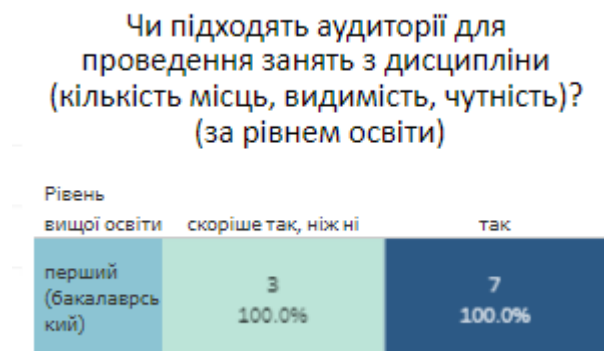 Чи підходять аудиторії для
проведення занять з дисципліни
(кількість місць, видимість, чутність)?
(за рівнем освіти)
Рівень
вищої освіти скоріше так, ніж ні так
перший
(бакалаврсь
кий)
3 7
100.0% 100.0%